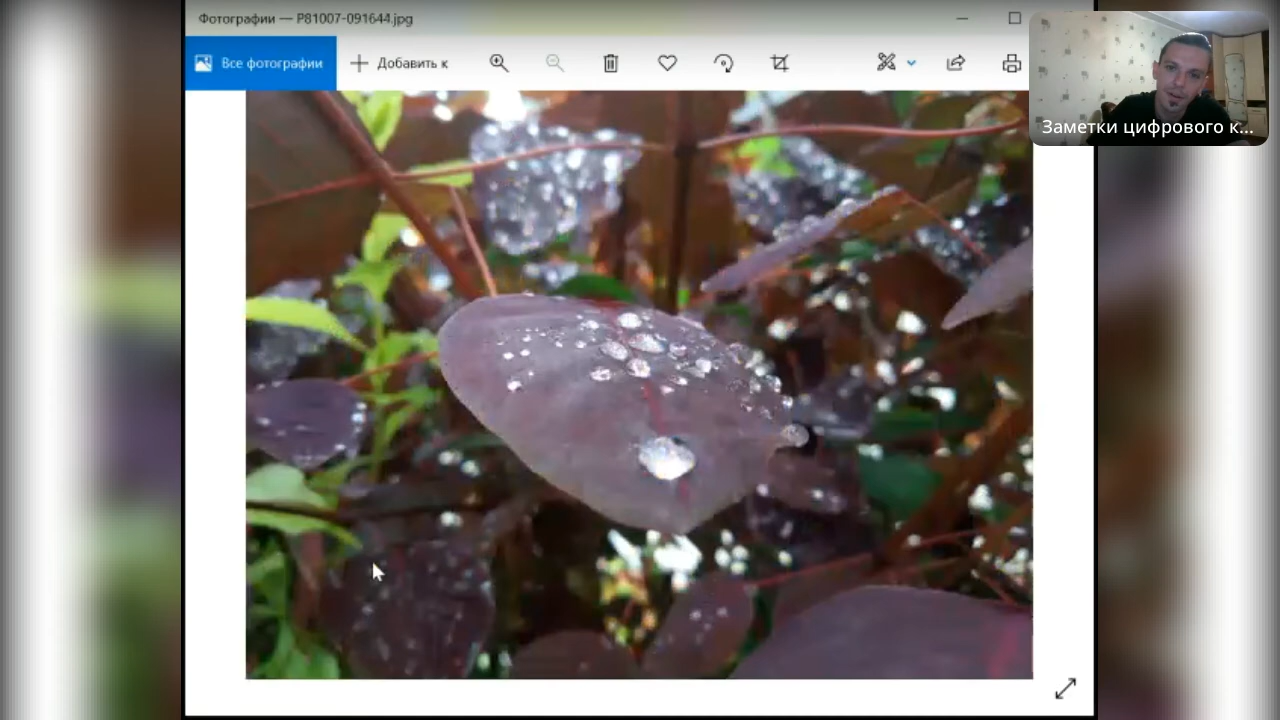 Фотографии — P81007-091644.jpg
Все фотографии
Добавить к
Заметки цифрового к...